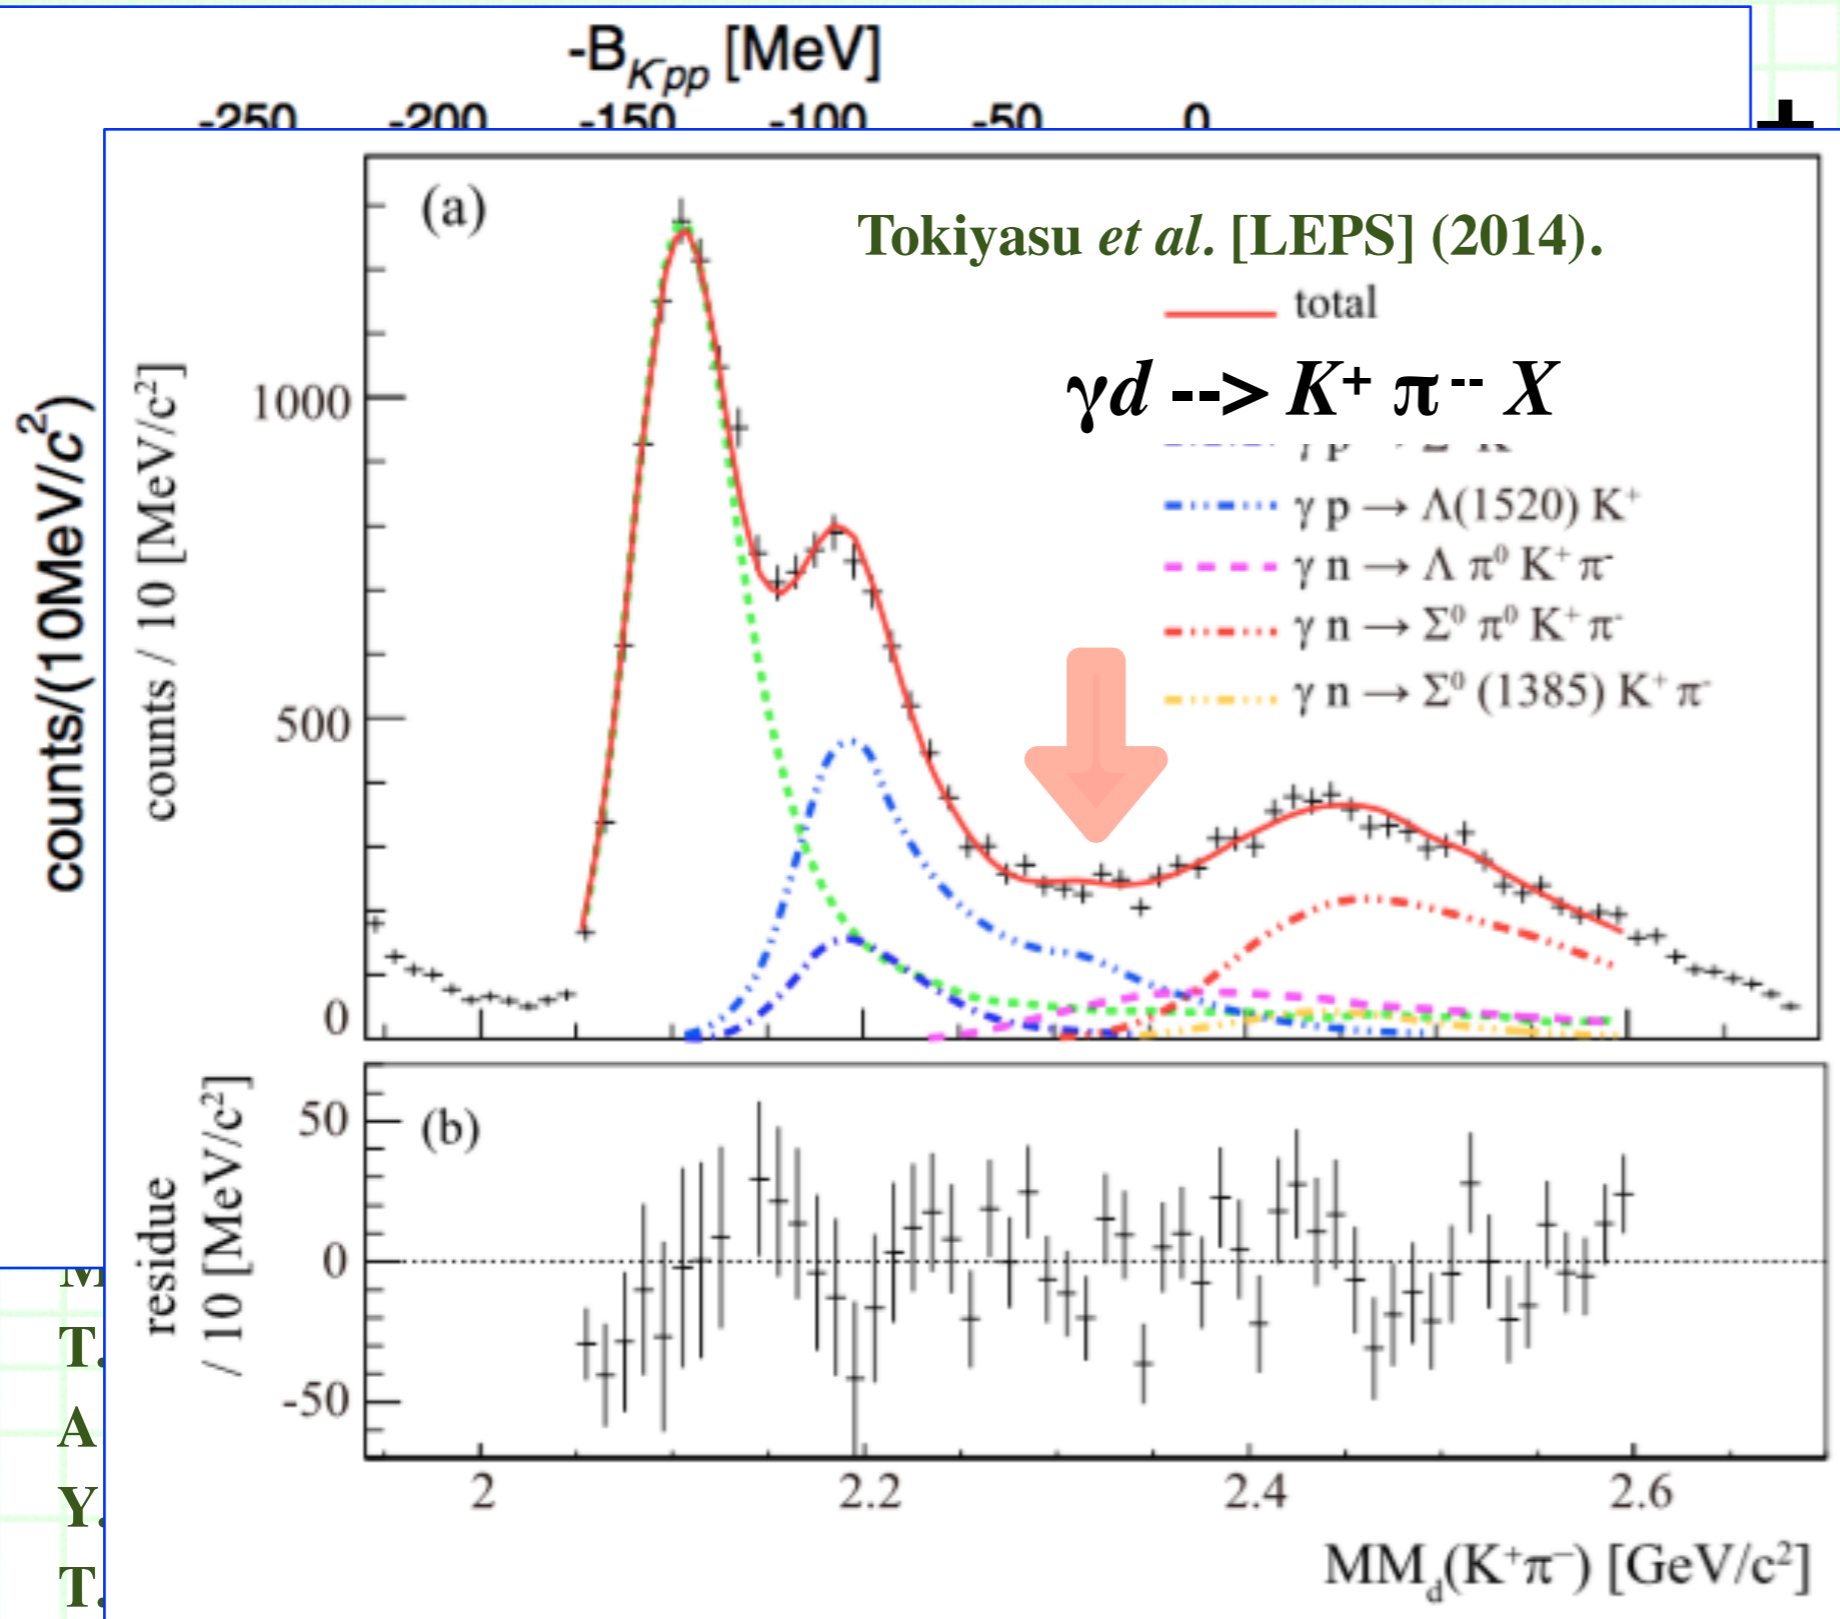 -B_{K⁻pp} [MeV]
-250 -200 -150 -100 -50 0
+
counts/(10MeV/c²)
(a)
Tokiyasu et al. [LEPS] (2014).
total
γd --> K⁺ π⁻⁻ X
γ p → Λ(1520) K⁺
γ n → Λ π⁰ K⁺ π⁻
γ n → Σ⁰ π⁰ K⁺ π⁻
γ n → Σ⁰ (1385) K⁺ π⁻
counts / 10 [MeV/c²]
1000
500
0
(b)
residue
/ 10 [MeV/c²]
50
0
-50
2 2.2 2.4 2.6
MM_d(K⁺π⁻) [GeV/c²]
T.
A
Y.
T.